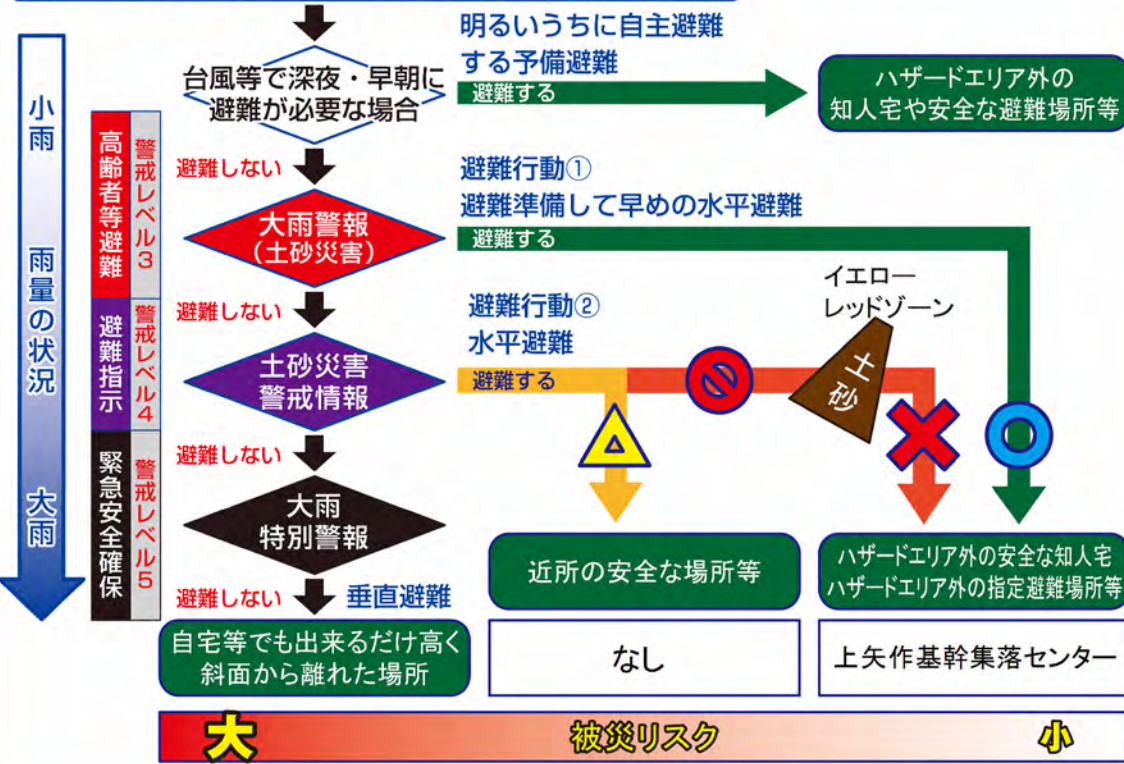 明るいうちに自主避難
する予備避難
台風等で深夜・早朝に
避難が必要な場合
避難する
ハザードエリア外の
知人宅や安全な避難場所等
小雨
雨量の状況
大雨
高齢者等避難
警戒レベル3
避難しない
避難行動①
避難準備して早めの水平避難
大雨警報
(土砂災害)
避難する
イエロー
レッドゾーン
避難指示
警戒レベル4
避難しない
避難行動②
水平避難
土砂災害
警戒情報
避難する
土砂
緊急安全確保
警戒レベル5
避難しない
大雨
特別警報
近所の安全な場所等
ハザードエリア外の安全な知人宅
ハザードエリア外の指定避難場所等
避難しない
垂直避難
自宅等でも出来るだけ高く
斜面から離れた場所
なし
上矢作基幹集落センター
大
被災リスク
小